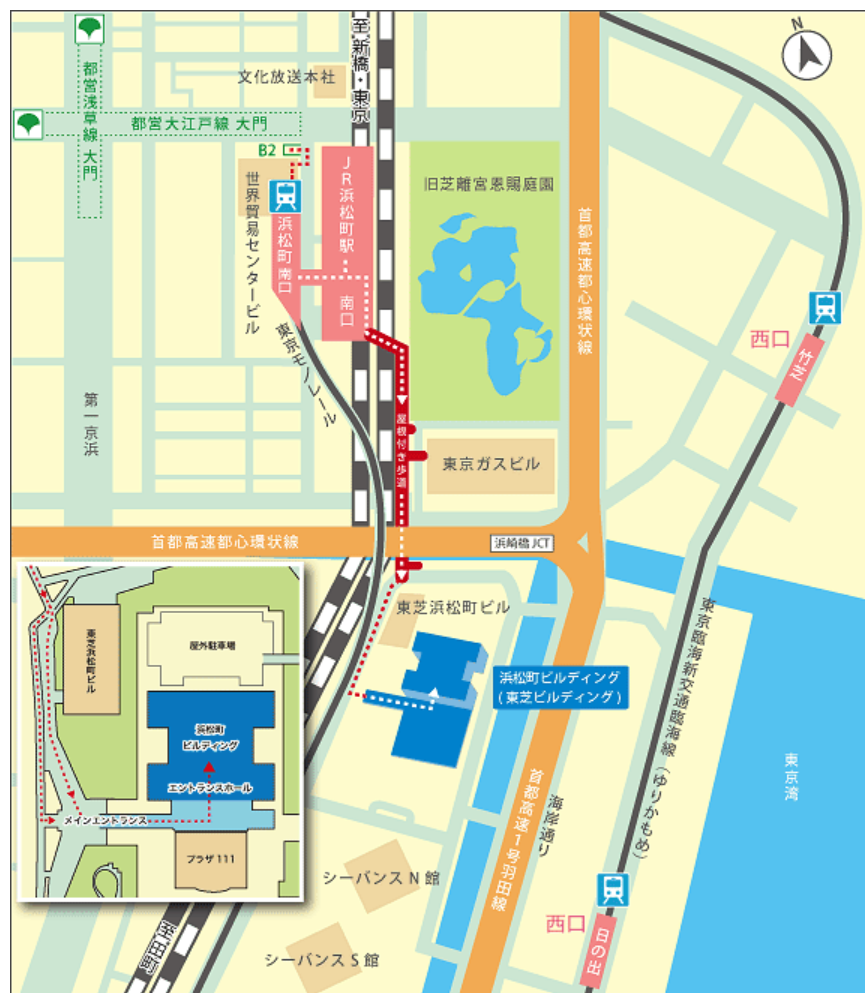 N
至 新橋・東京
文化放送本社
都営浅草線 大門
都営大江戸線 大門
B2
世界貿易センタービル
浜松町 南口
JR浜松町駅
南口
旧芝離宮恩賜庭園
首都高速都心環状線
東京モノレール
西口
竹芝
第一京浜
屋根付き歩道
東京ガスビル
首都高速都心環状線
浜崎橋JCT
東芝浜松町ビル
浜松町ビルディング
(東芝ビルディング)
東京臨海新交通臨海線(ゆりかもめ)
東京湾
首都高速1号羽田線
海岸通り
東芝浜松町ビル
屋外駐車場
浜松町
ビルディング
エントランスホール
メインエントランス
プラザ111
シーバンスN館
シーバンスS館
至田町
西口
日の出